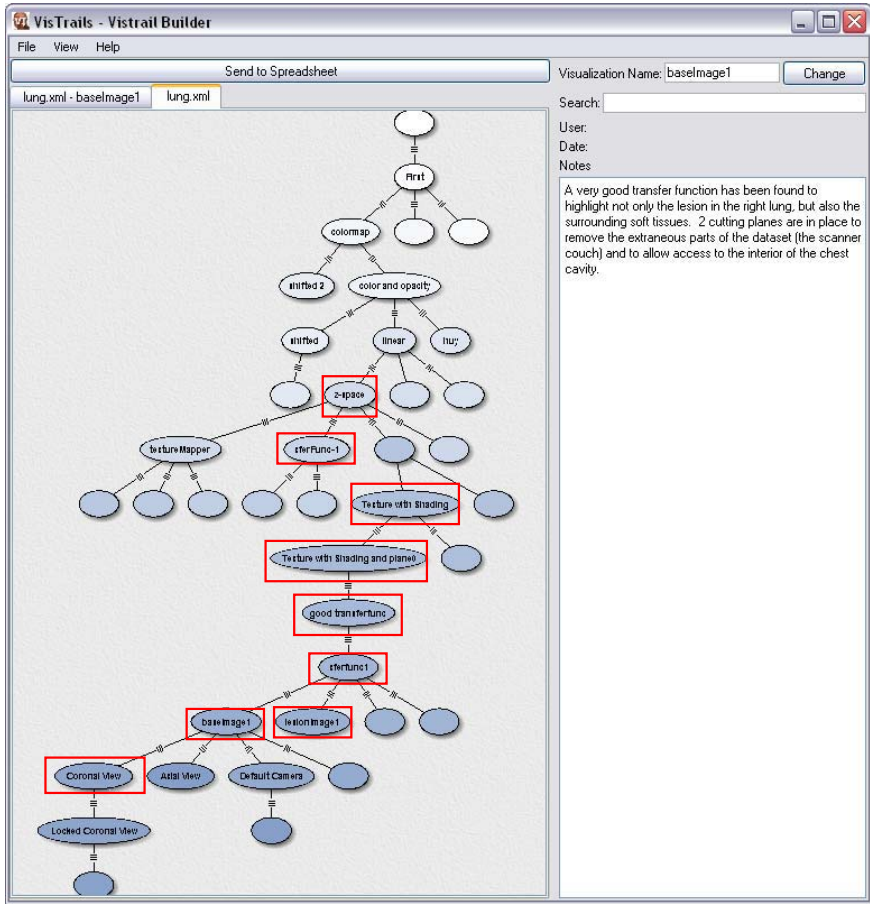 VisTrails - Vistrail Builder
File View Help
Send to Spreadsheet
Visualization Name: baseImage1 Change
lung.xml - baseImage1 lung.xml
Search:
User:
Date:
Notes
A very good transfer function has been found to
highlight not only the lesion in the right lung, but also the
surrounding soft tissues. 2 cutting planes are in place to
remove the extraneous parts of the dataset (the scanner
couch) and to allow access to the interior of the chest
cavity.
First
colormap
shifted 2 color and opacity
shifted linear huy
z-space
textureMapper xferFunc-1
Texture with Shading
Texture with Shading and plane0
good transferfunc
xferfunc1
baseImage1 lesionImage1
Coronal View Axial View Default Camera
Locked Coronal View